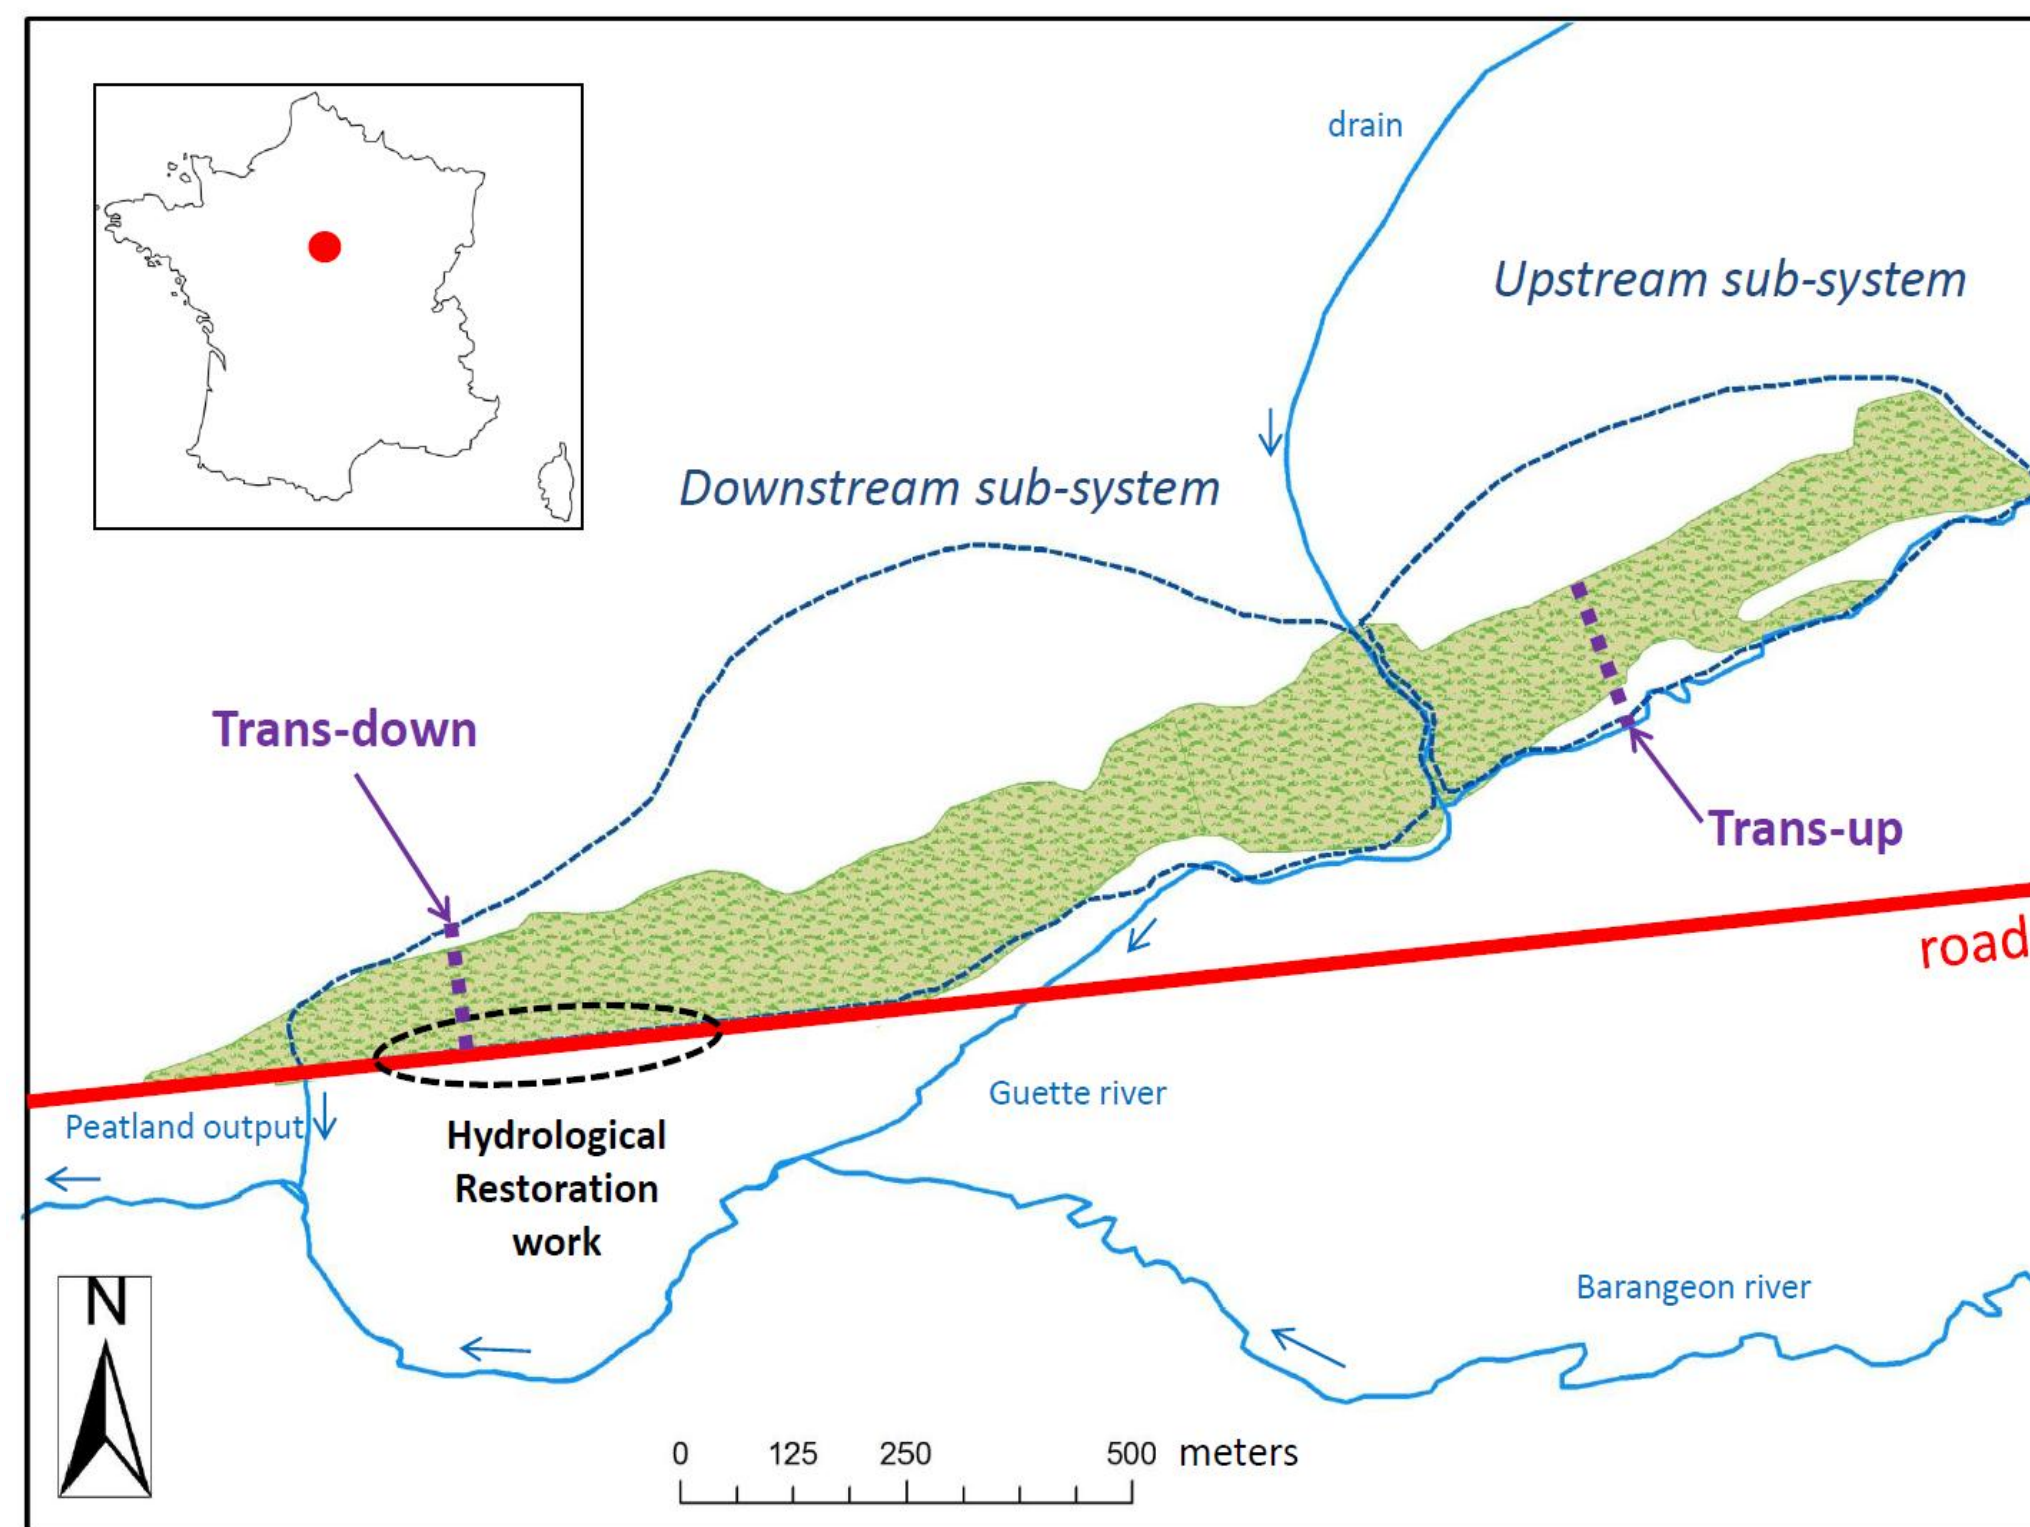 drain
Upstream sub-system
Downstream sub-system
Trans-down
Trans-up
road
Guette river
Peatland output
Hydrological
Restoration
work
Barangeon river
N
0 125 250 500 meters